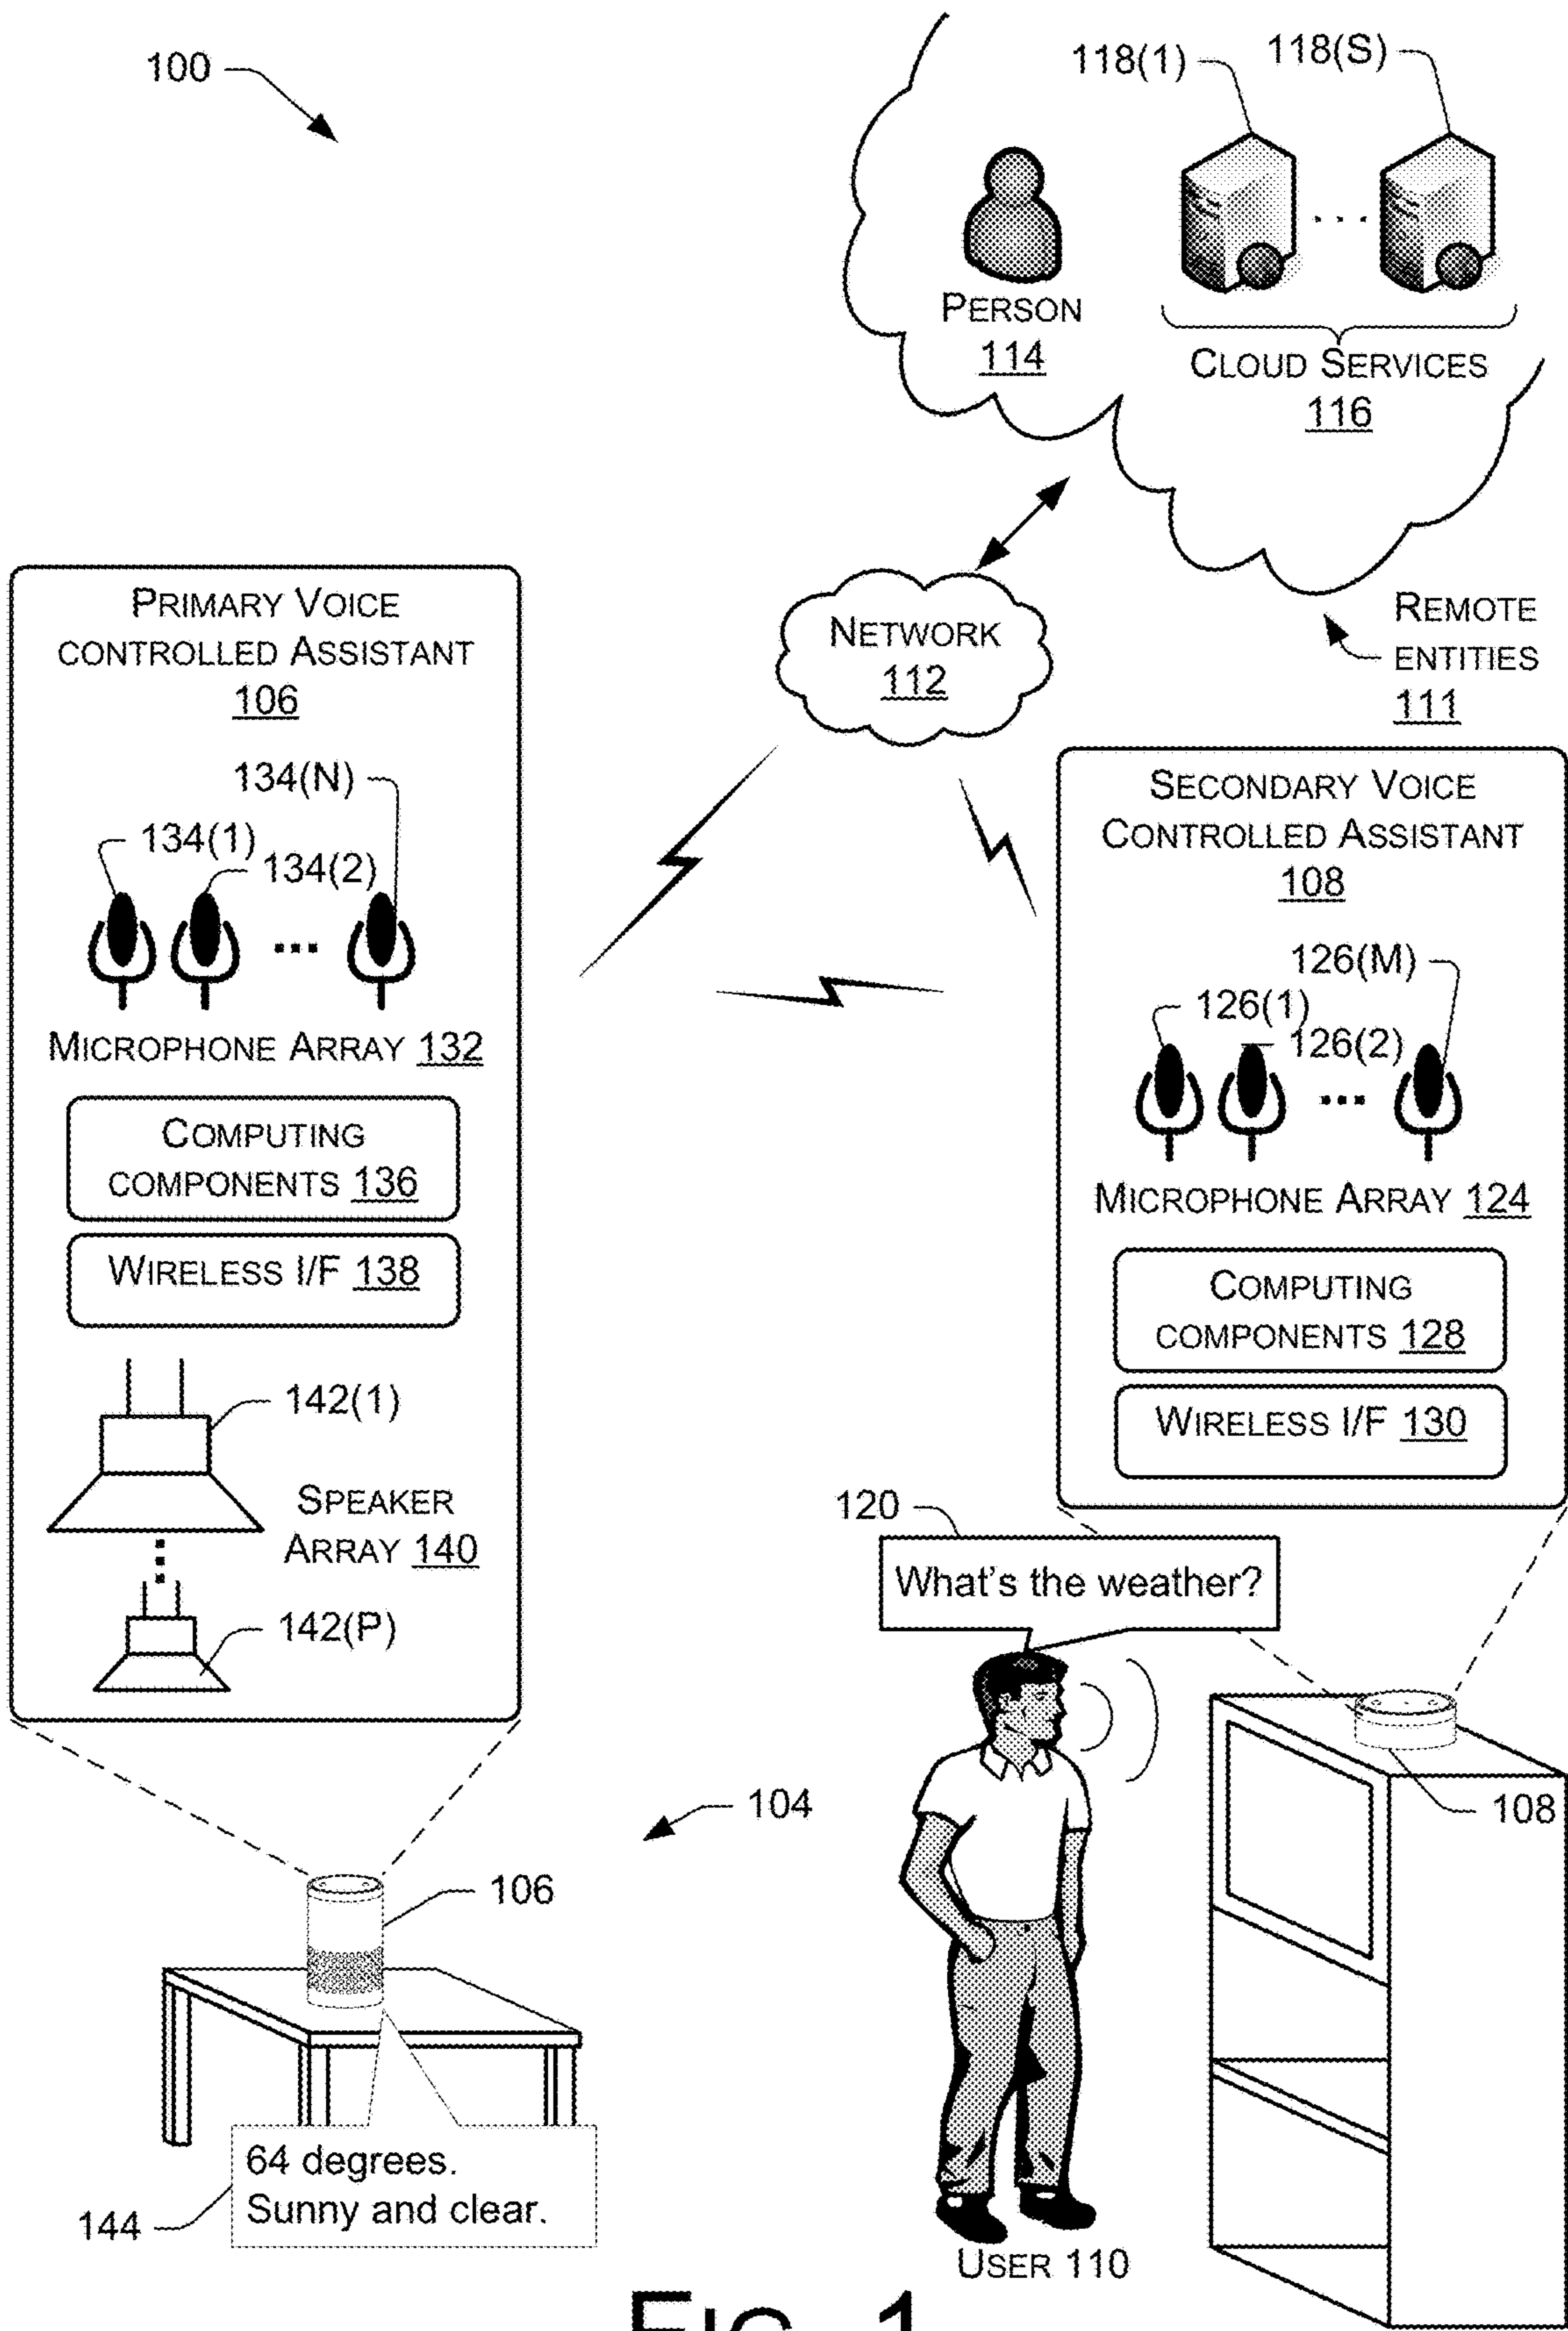 100
118(1)
118(S)
PERSON
114
CLOUD SERVICES
116
NETWORK
112
REMOTE
ENTITIES
111
PRIMARY VOICE
CONTROLLED ASSISTANT
106
134(N)
134(1)
134(2)
...
MICROPHONE ARRAY 132
COMPUTING
COMPONENTS 136
WIRELESS I/F 138
142(1)
SPEAKER
ARRAY 140
142(P)
SECONDARY VOICE
CONTROLLED ASSISTANT
108
126(M)
126(1)
126(2)
...
MICROPHONE ARRAY 124
COMPUTING
COMPONENTS 128
WIRELESS I/F 130
120
What's the weather?
104
108
106
64 degrees.
Sunny and clear.
144
USER 110
FIG. 1